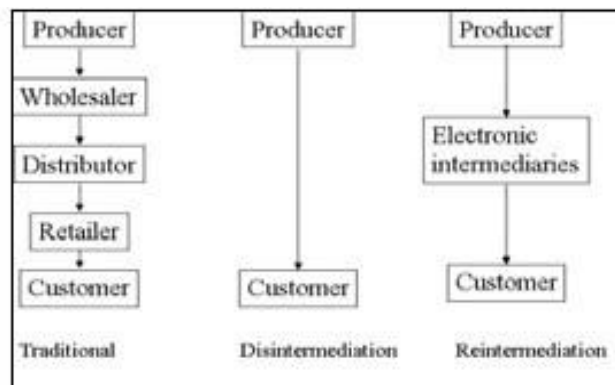 Producer
Wholesaler
Distributor
Retailer
Customer
Traditional
Producer
Customer
Disintermediation
Producer
Electronic
intermediaries
Customer
Reintermediation